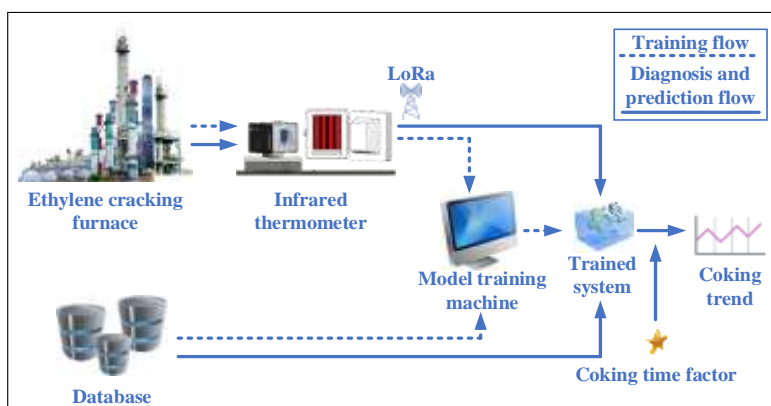 Training flow
Diagnosis and
prediction flow
LoRa
Ethylene cracking
furnace
Infrared
thermometer
Model training
machine
Trained
system
Coking
trend
Database
Coking time factor